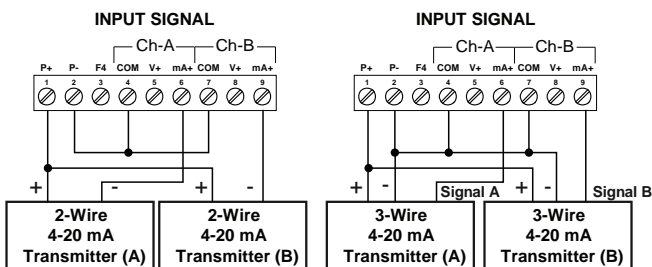 INPUT SIGNAL
Ch-A Ch-B
P+ P- F4 COM V+ mA+ COM V+ mA+
1 2 3 4 5 6 7 8 9
+ - + -
2-Wire
4-20 mA
Transmitter (A)
2-Wire
4-20 mA
Transmitter (B)
INPUT SIGNAL
Ch-A Ch-B
P+ P- F4 COM V+ mA+ COM V+ mA+
1 2 3 4 5 6 7 8 9
+ - Signal A + - Signal B
3-Wire
4-20 mA
Transmitter (A)
3-Wire
4-20 mA
Transmitter (B)